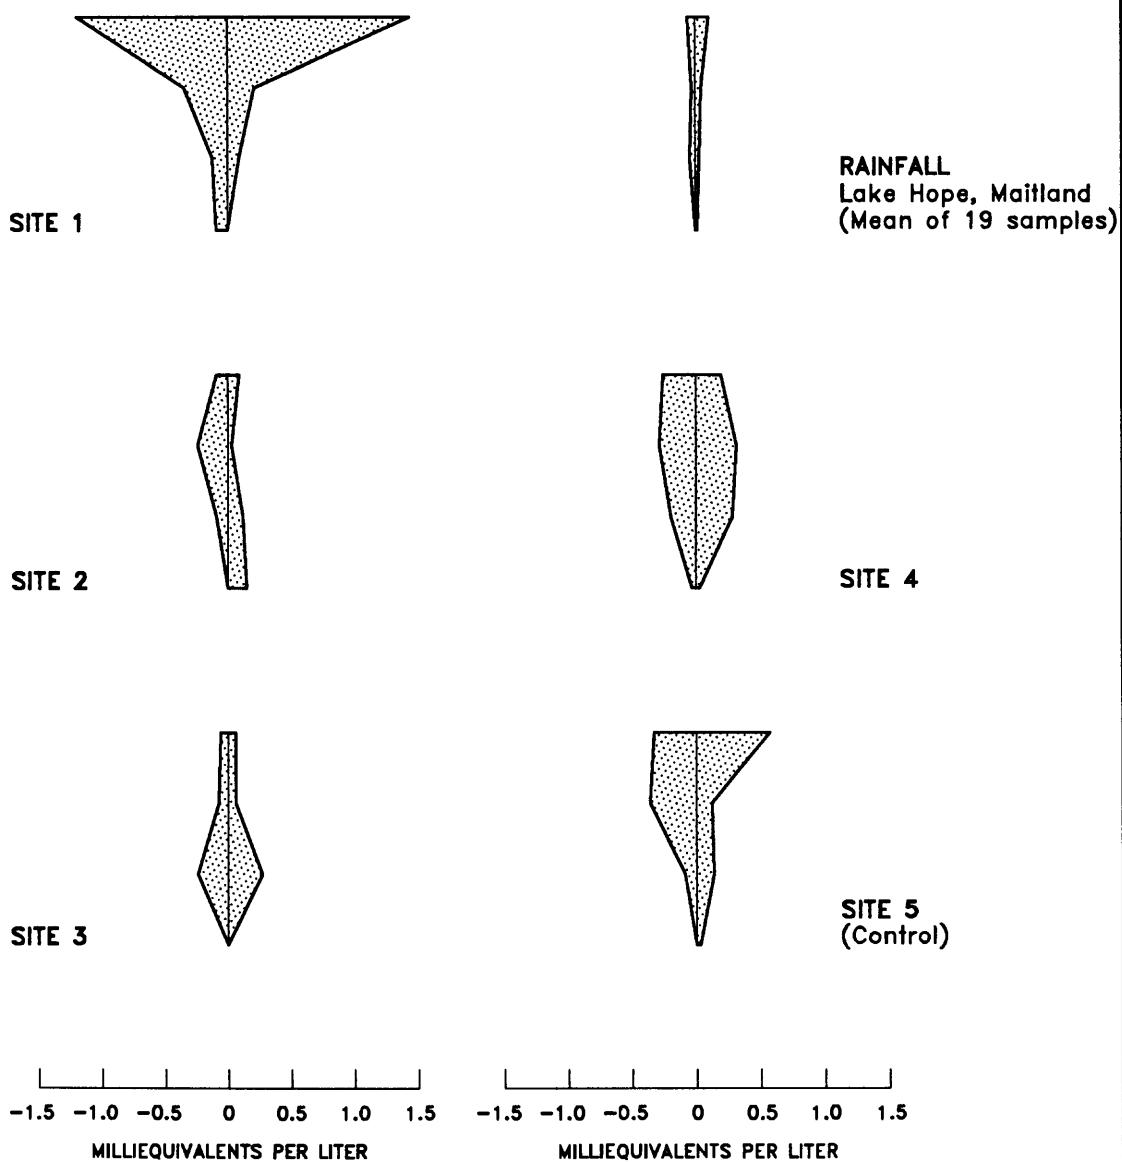 RAINFALL
Lake Hope, Maitland
(Mean of 19 samples)
SITE 1
SITE 2
SITE 4
SITE 3
SITE 5
(Control)
-1.5 -1.0 -0.5 0 0.5 1.0 1.5
-1.5 -1.0 -0.5 0 0.5 1.0 1.5
MILLIEQUIVALENTS PER LITER
MILLIEQUIVALENTS PER LITER